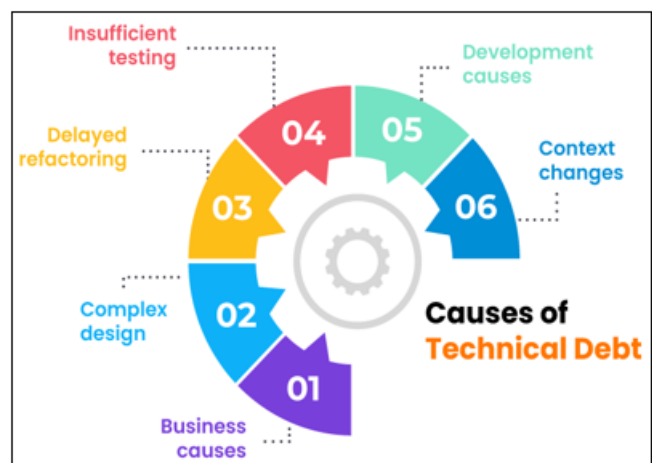 Insufficient
testing
Development
causes
04
05
Delayed
refactoring
Context
changes
03
06
Complex
design
02
Causes of
Technical Debt
01
Business
causes